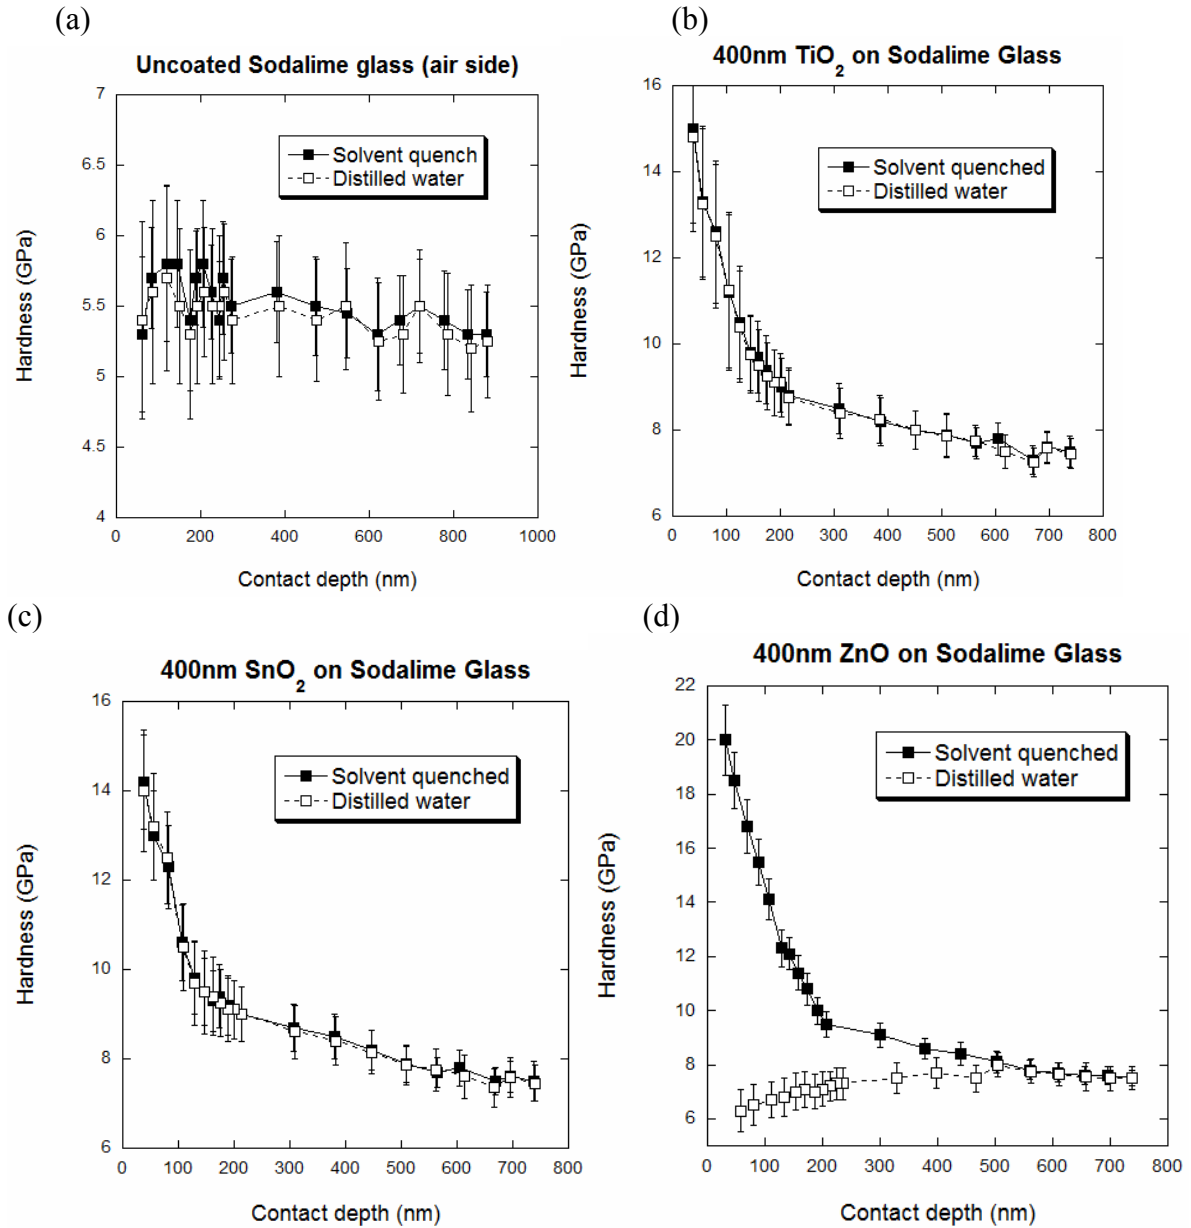 (a)
Uncoated Sodalime glass (air side)
7
6.5
6
5.5
5
4.5
4
Hardness (GPa)
Solvent quench
Distilled water
0 200 400 600 800 1000
Contact depth (nm)
(b)
400nm TiO2 on Sodalime Glass
16
14
12
10
8
6
Hardness (GPa)
Solvent quenched
Distilled water
0 100 200 300 400 500 600 700 800
Contact depth (nm)
(c)
400nm SnO2 on Sodalime Glass
16
14
12
10
8
6
Hardness (GPa)
Solvent quenched
Distilled water
0 100 200 300 400 500 600 700 800
Contact depth (nm)
(d)
400nm ZnO on Sodalime Glass
22
20
18
16
14
12
10
8
6
Hardness (GPa)
Solvent quenched
Distilled water
0 100 200 300 400 500 600 700 800
Contact depth (nm)